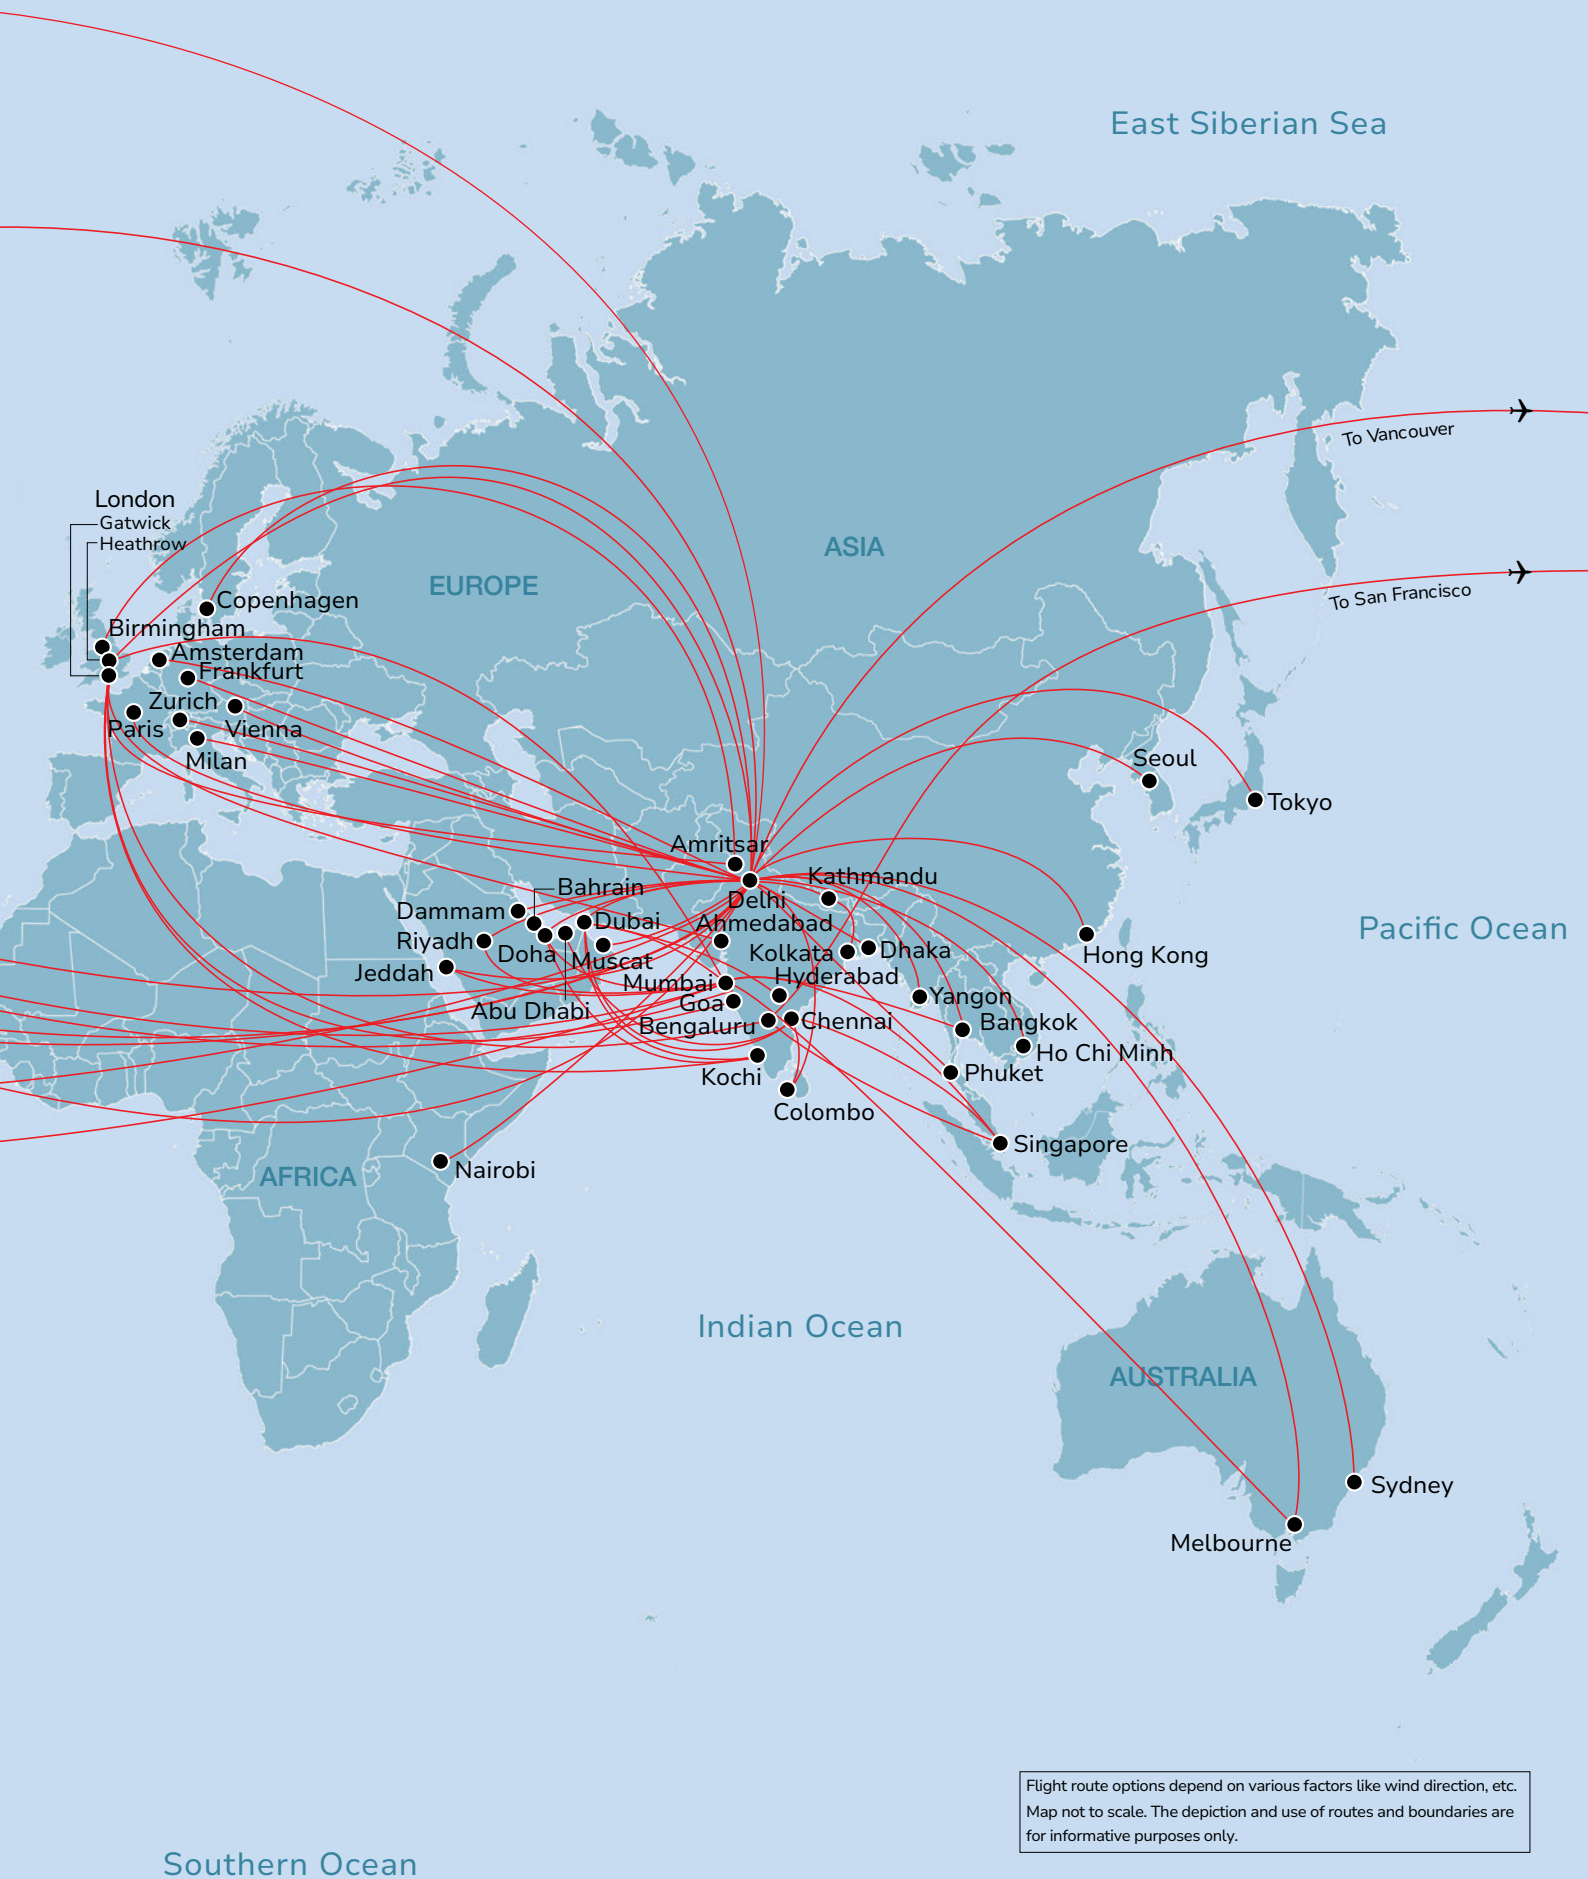 East Siberian Sea
To Vancouver
London
Gatwick
Heathrow
ASIA
EUROPE
To San Francisco
Copenhagen
Birmingham
Amsterdam
Frankfurt
Zurich
Paris
Vienna
Milan
Seoul
Tokyo
Amritsar
Kathmandu
Bahrain
Delhi
Dammam
Dubai
Ahmedabad
Pacific Ocean
Riyadh
Doha
Muscat
Kolkata
Dhaka
Hong Kong
Jeddah
Mumbai
Hyderabad
Abu Dhabi
Goa
Yangon
Bengaluru
Chennai
Bangkok
Ho Chi Minh
Kochi
Phuket
Colombo
Singapore
AFRICA
Nairobi
Indian Ocean
AUSTRALIA
Sydney
Melbourne
Flight route options depend on various factors like wind direction, etc.
Map not to scale. The depiction and use of routes and boundaries are
for informative purposes only.
Southern Ocean